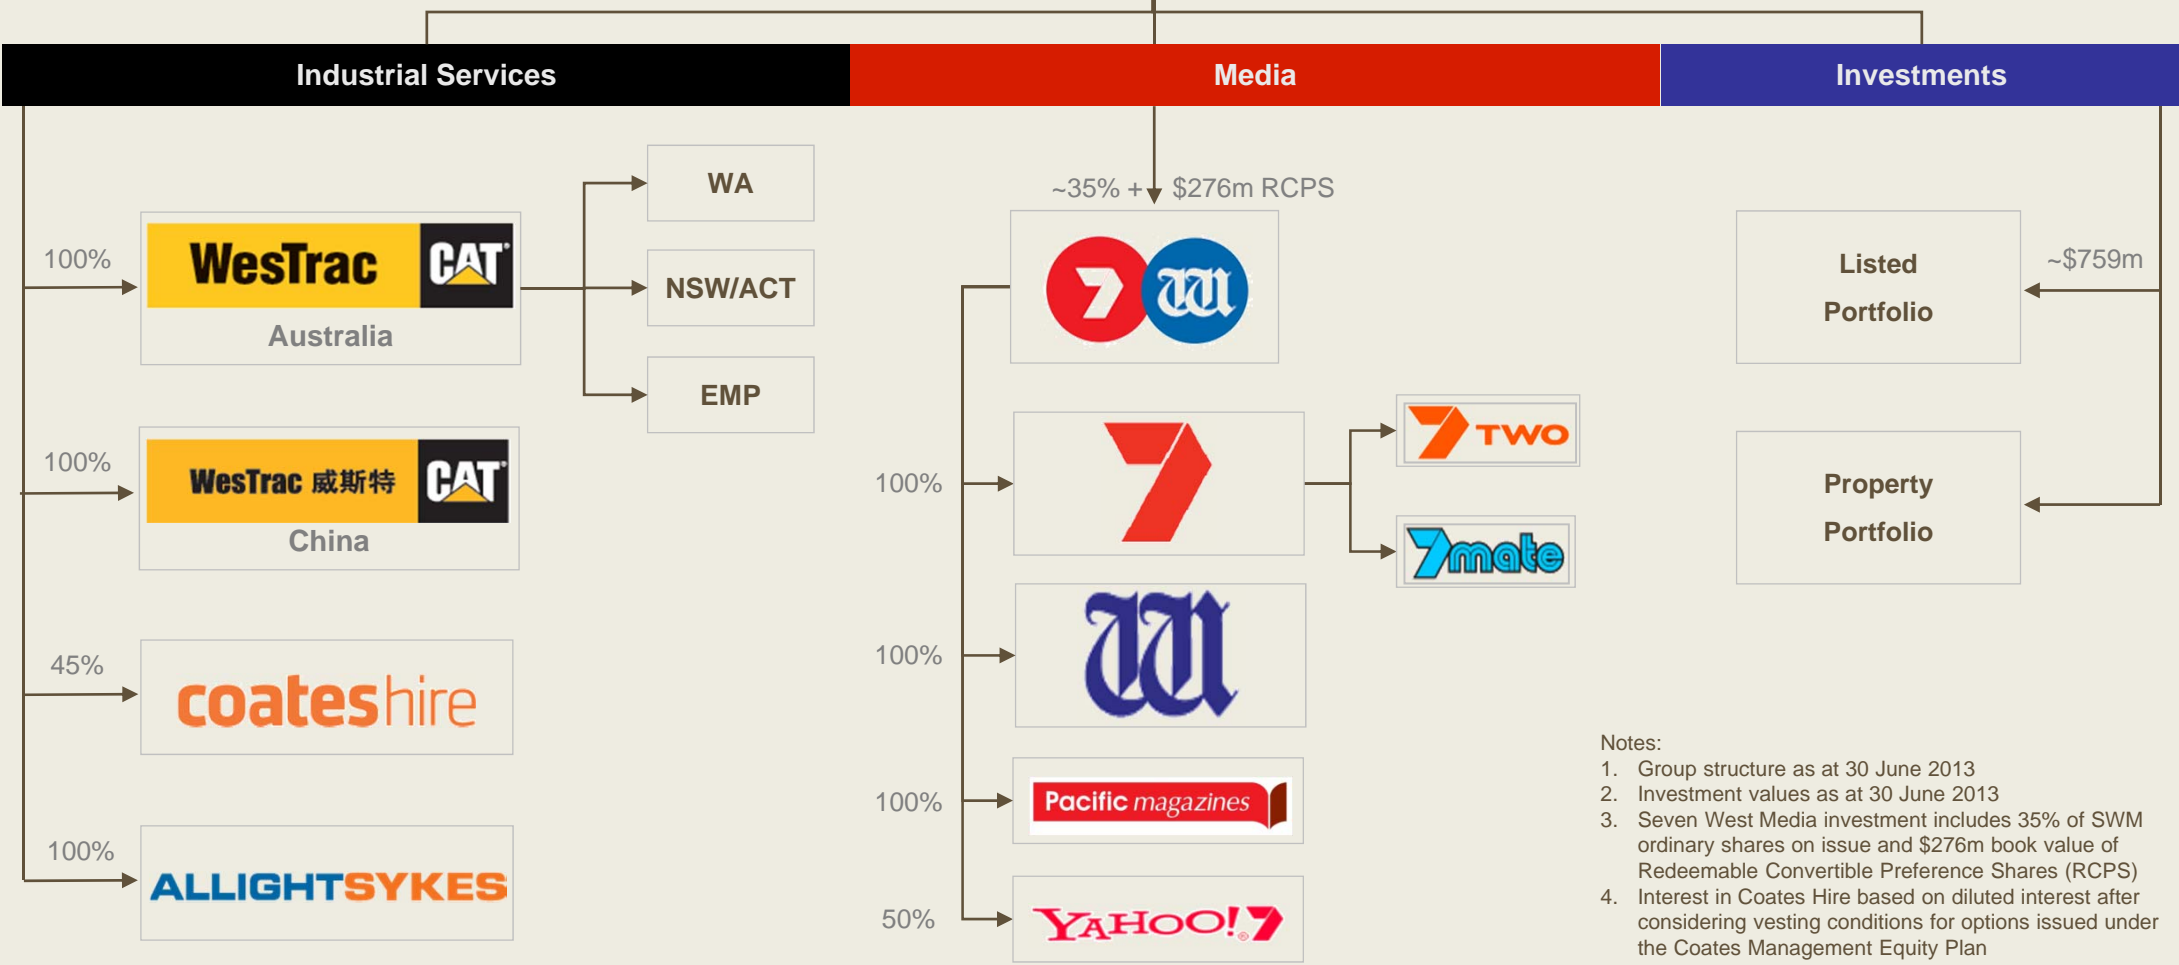 Industrial Services
Media
Investments
100%
WesTrac CAT®
Australia
WA
NSW/ACT
EMP
100%
WesTrac 威斯特 CAT®
China
45%
coateshire
100%
ALLIGHTSYKES
~35% + $276m RCPS
7 W
100%
7
7 TWO
7mate
100%
W
100%
Pacific magazines
50%
YAHOO!®7
Listed
Portfolio
~$759m
Property
Portfolio
Notes:
1. Group structure as at 30 June 2013
2. Investment values as at 30 June 2013
3. Seven West Media investment includes 35% of SWM
ordinary shares on issue and $276m book value of
Redeemable Convertible Preference Shares (RCPS)
4. Interest in Coates Hire based on diluted interest after
considering vesting conditions for options issued under
the Coates Management Equity Plan